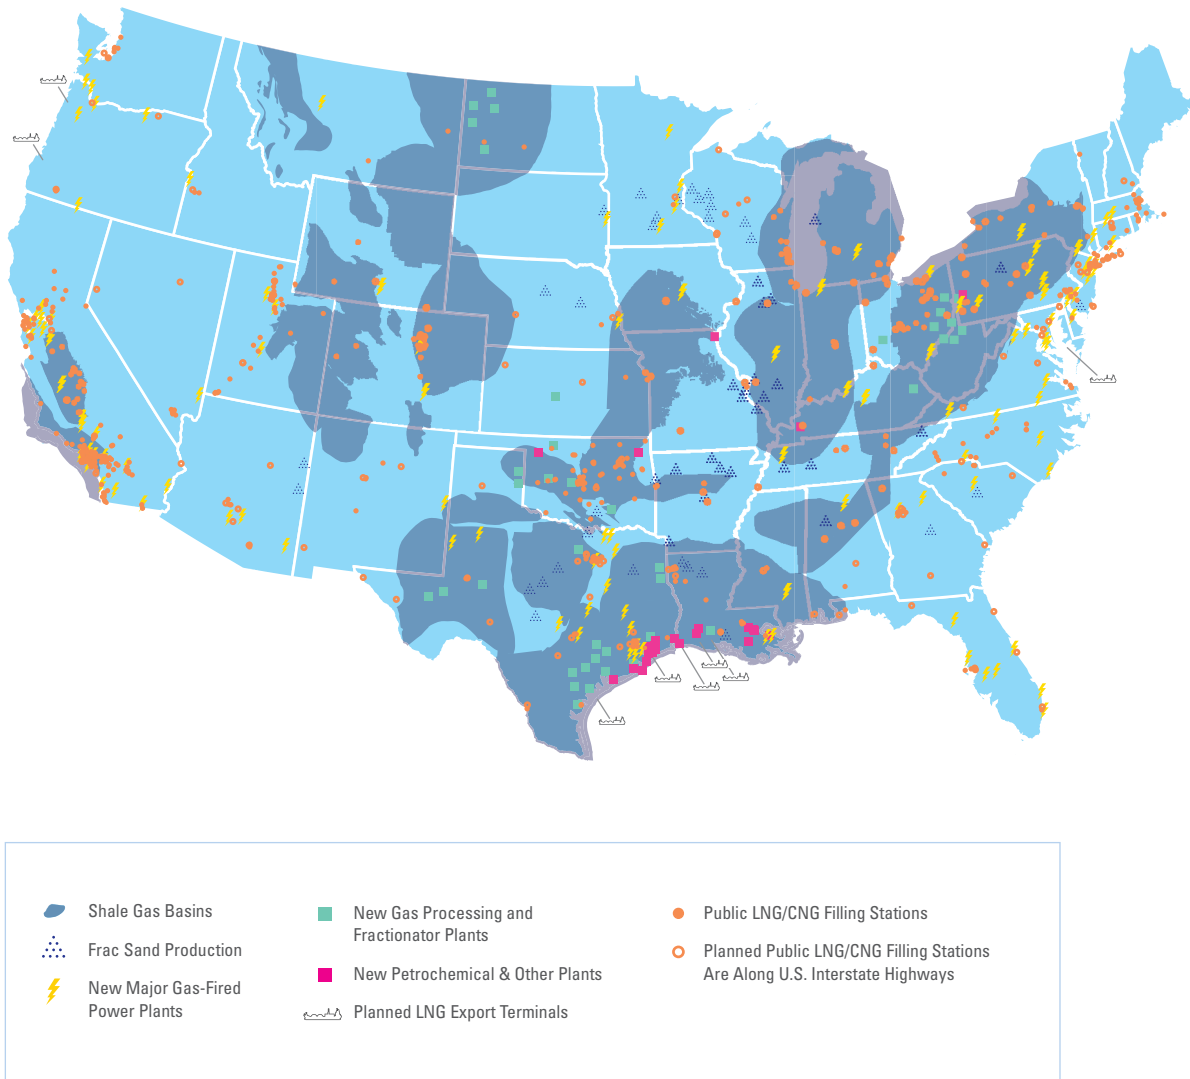 Shale Gas Basins
Frac Sand Production
New Major Gas-Fired
Power Plants
New Gas Processing and
Fractionator Plants
New Petrochemical & Other Plants
Planned LNG Export Terminals
Public LNG/CNG Filling Stations
Planned Public LNG/CNG Filling Stations
Are Along U.S. Interstate Highways